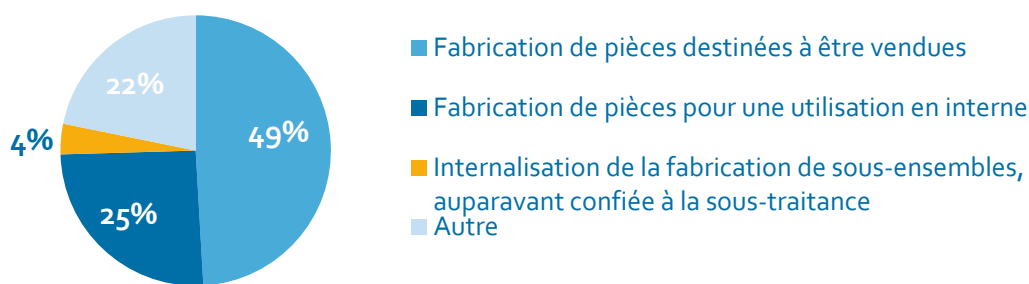 22%
49%
4%
25%
Fabrication de pièces destinées à être vendues
Fabrication de pièces pour une utilisation en interne
Internalisation de la fabrication de sous-ensembles,
auparavant confiée à la sous-traitance
Autre